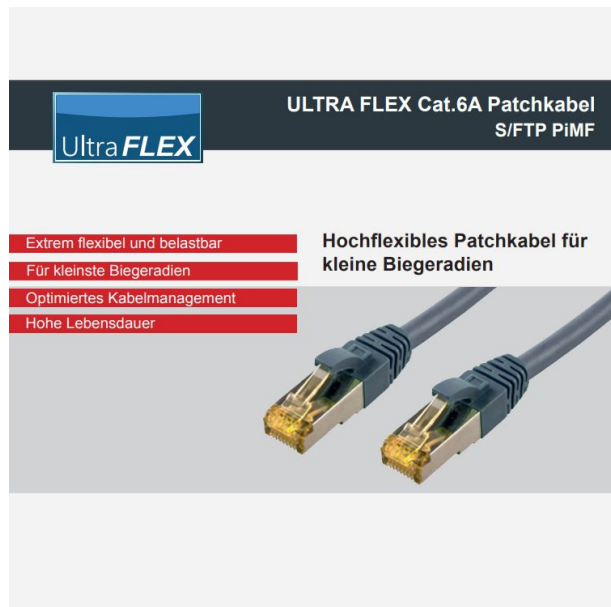 ULTRA FLEX Cat.6A Patchkabel
S/FTP PiMF
Ultra FLEX
Extrem flexibel und belastbar
Für kleinste Biegeradien
Optimiertes Kabelmanagement
Hohe Lebensdauer
Hochflexibles Patchkabel für
kleine Biegeradien